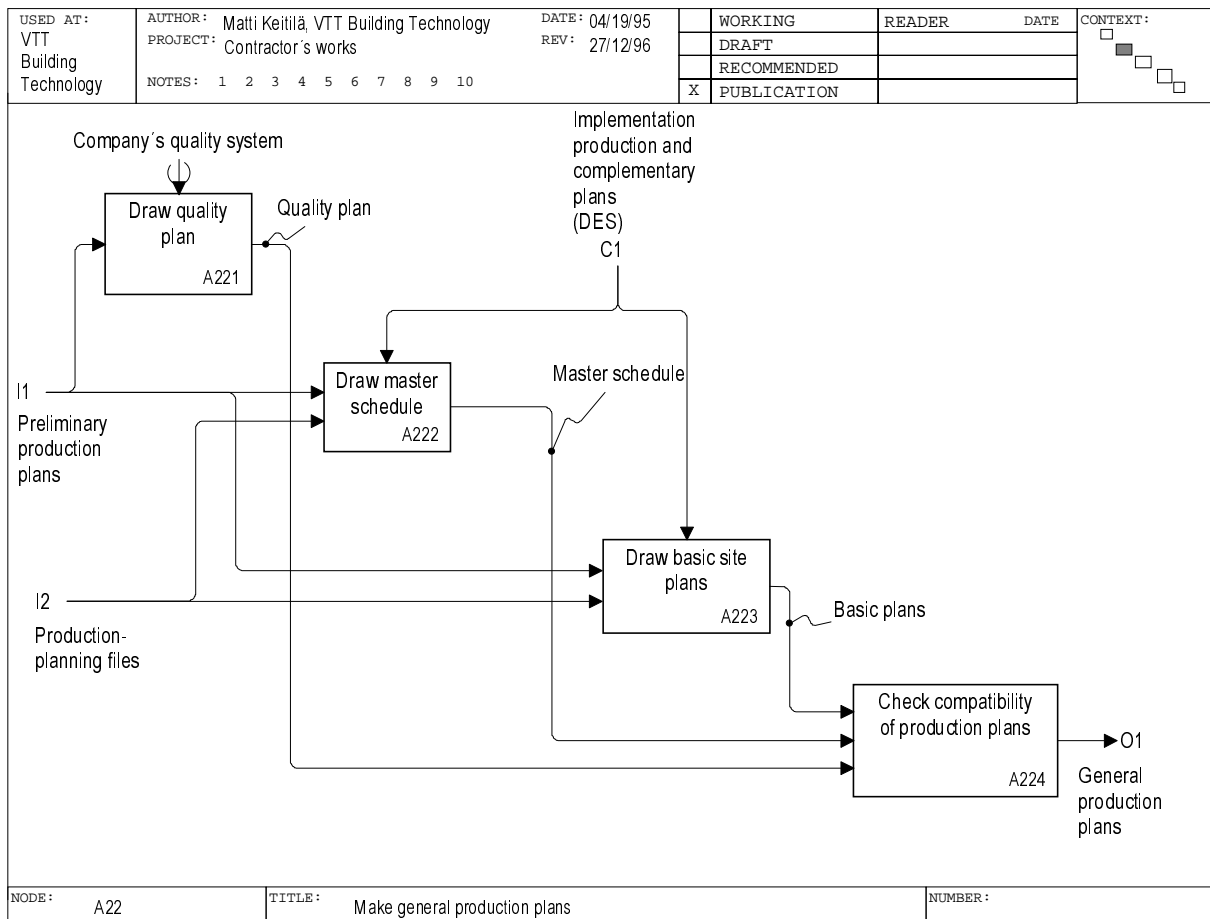 USED AT:
VTT
Building
Technology
AUTHOR: Matti Keitilä, VTT Building Technology
PROJECT: Contractor´s works
NOTES: 1 2 3 4 5 6 7 8 9 10
DATE: 04/19/95
REV: 27/12/96
WORKING
DRAFT
RECOMMENDED
X PUBLICATION
READER DATE
CONTEXT:
Company´s quality system
Draw quality
plan
A221
Quality plan
Implementation
production and
complementary
plans
(DES)
C1
I1
Preliminary
production
plans
Draw master
schedule
A222
Master schedule
I2
Production-
planning files
Draw basic site
plans
A223
Basic plans
Check compatibility
of production plans
A224
O1
General
production
plans
NODE: A22
TITLE: Make general production plans
NUMBER: